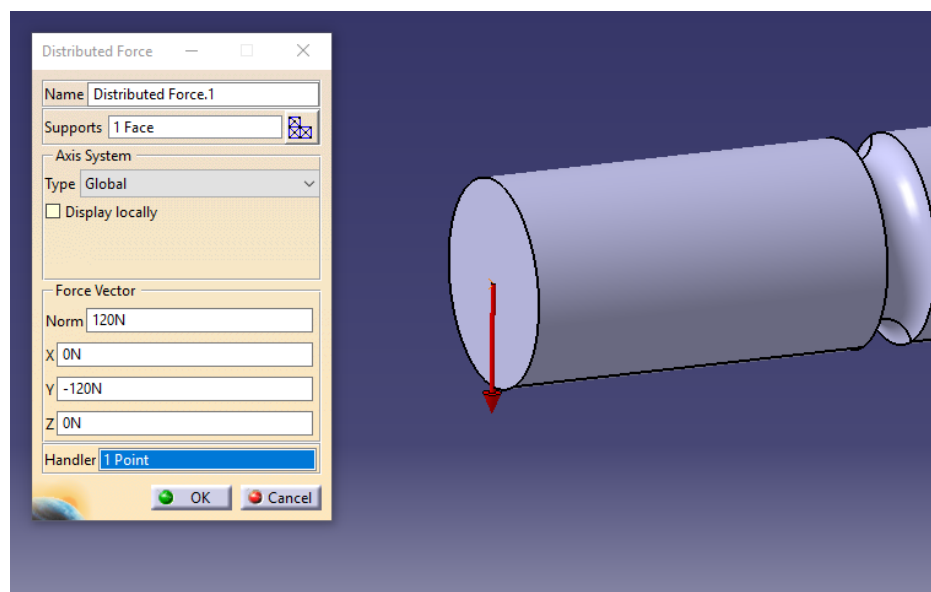 Distributed Force
Name Distributed Force.1
Supports 1 Face
Axis System
Type Global
Display locally
Force Vector
Norm 120N
X 0N
Y -120N
Z 0N
Handler 1 Point
OK Cancel